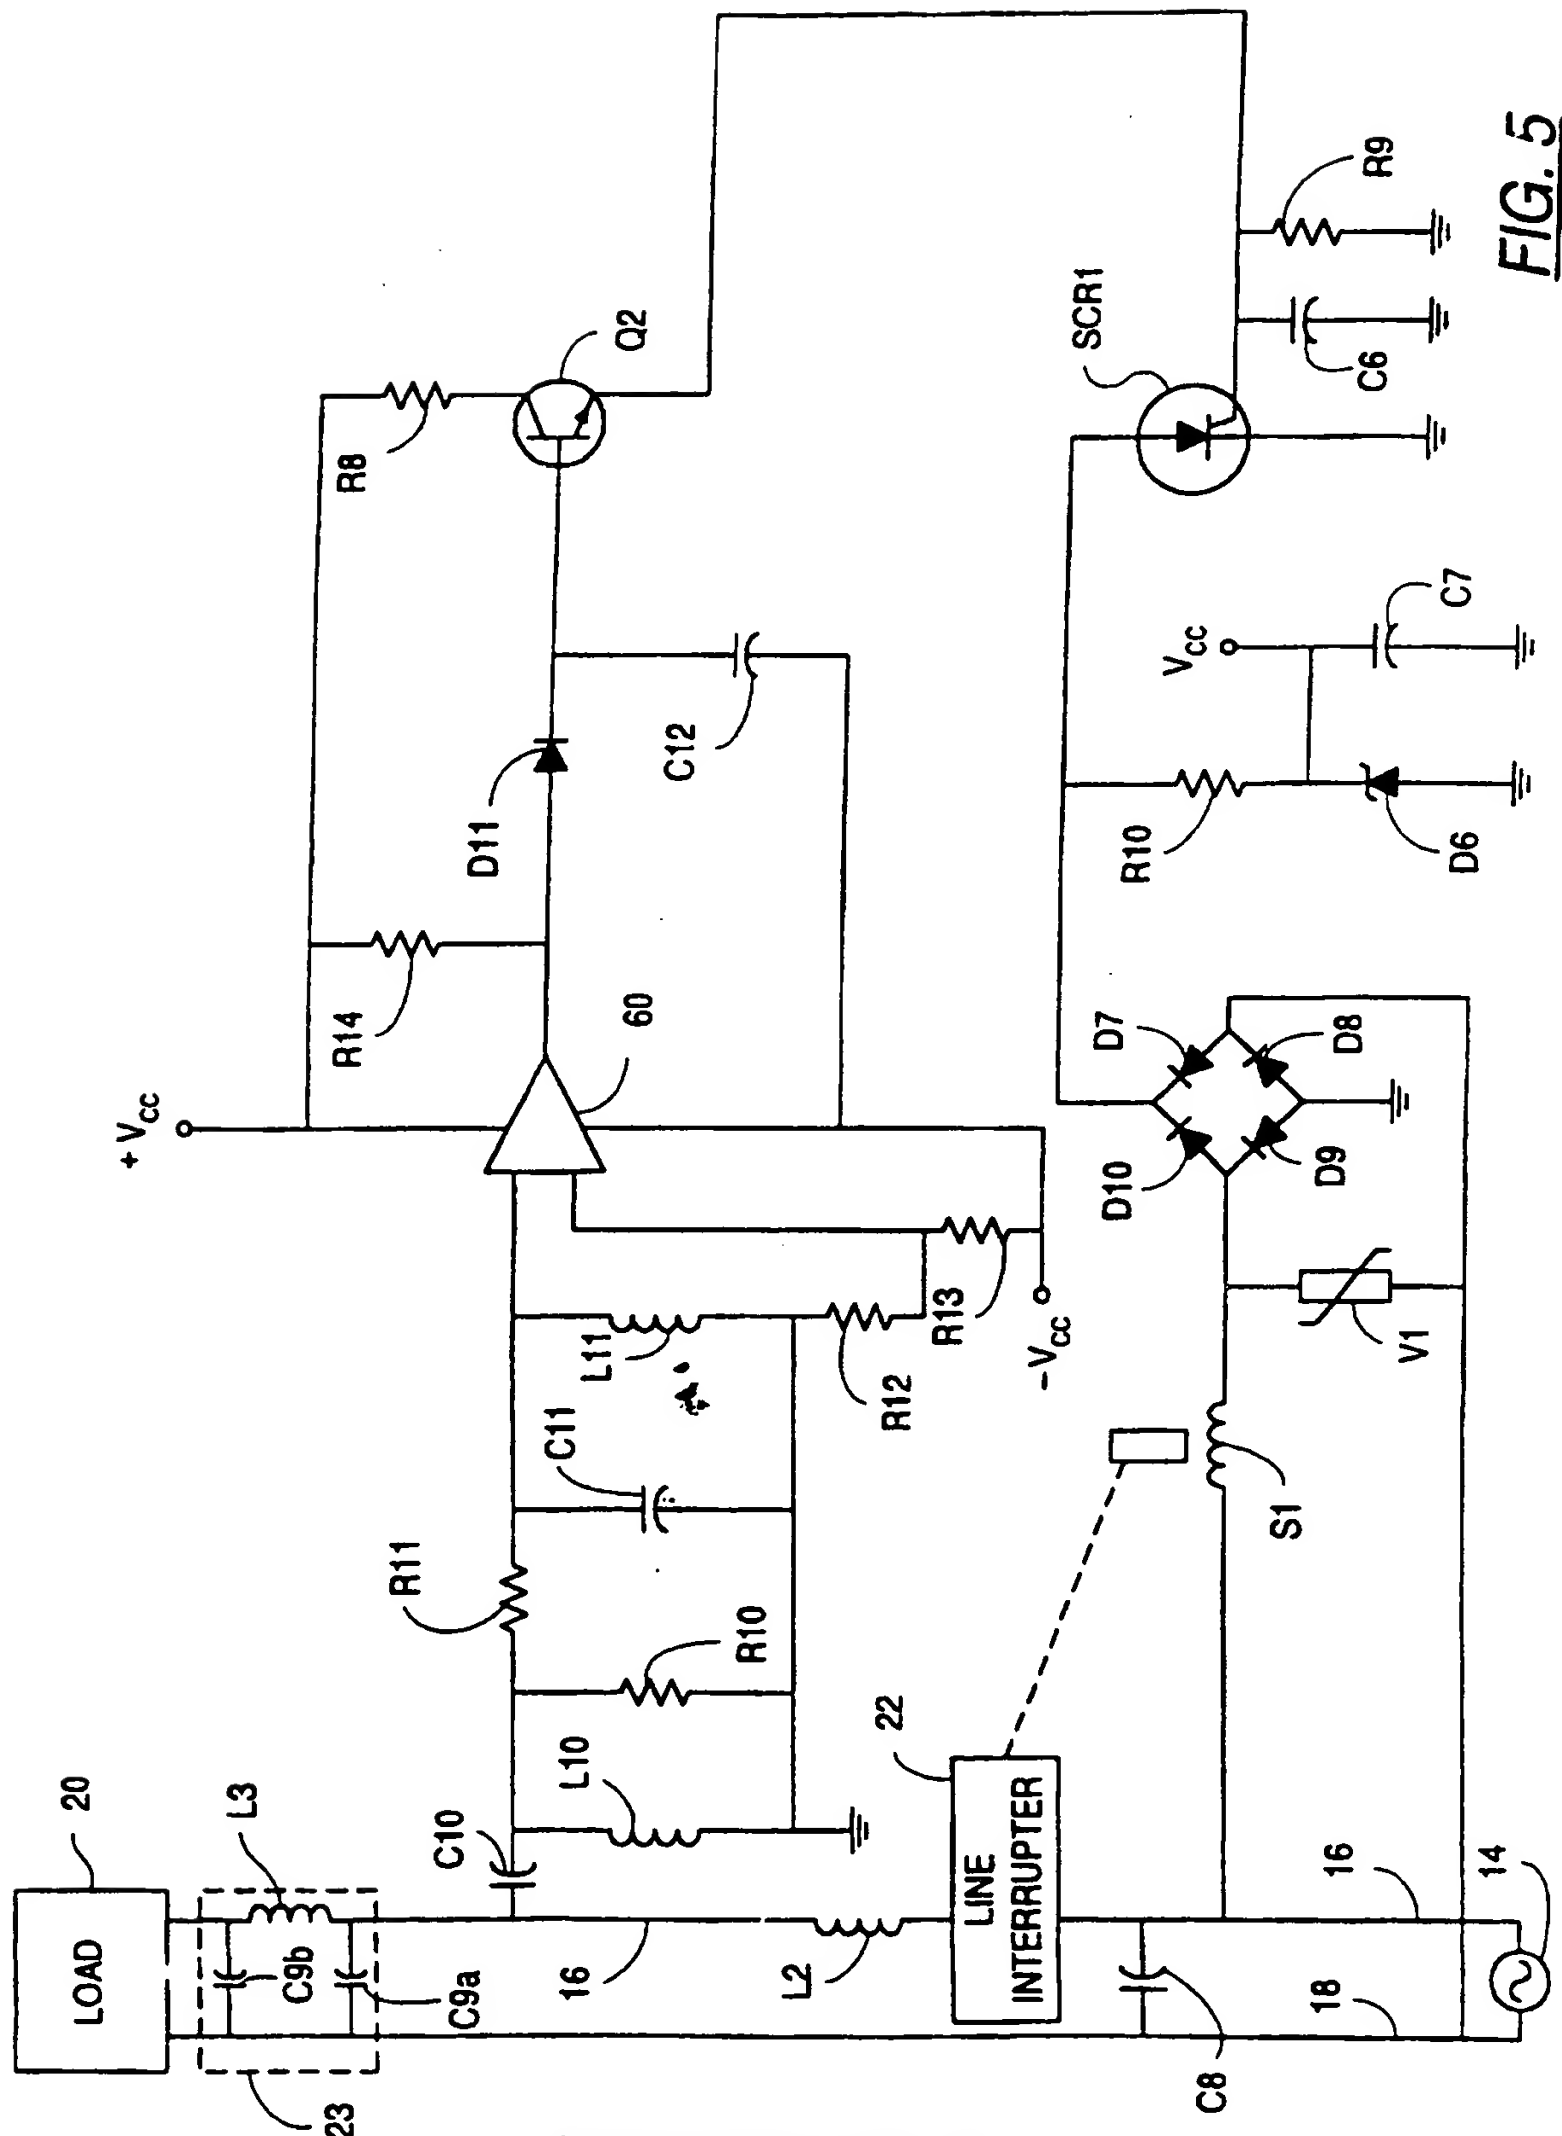 20
LOAD
L3
C9b
C9a
23
C10
L10
R10
R11
C11
L11
R12
R13
-Vcc
+Vcc
60
R14
D11
C12
R8
Q2
16
L2
22
LINE
INTERRUPTER
S1
V1
D10
D9
D7
D8
R10
D6
Vcc
C7
SCR1
C6
R9
C8
18
16
14
FIG. 5